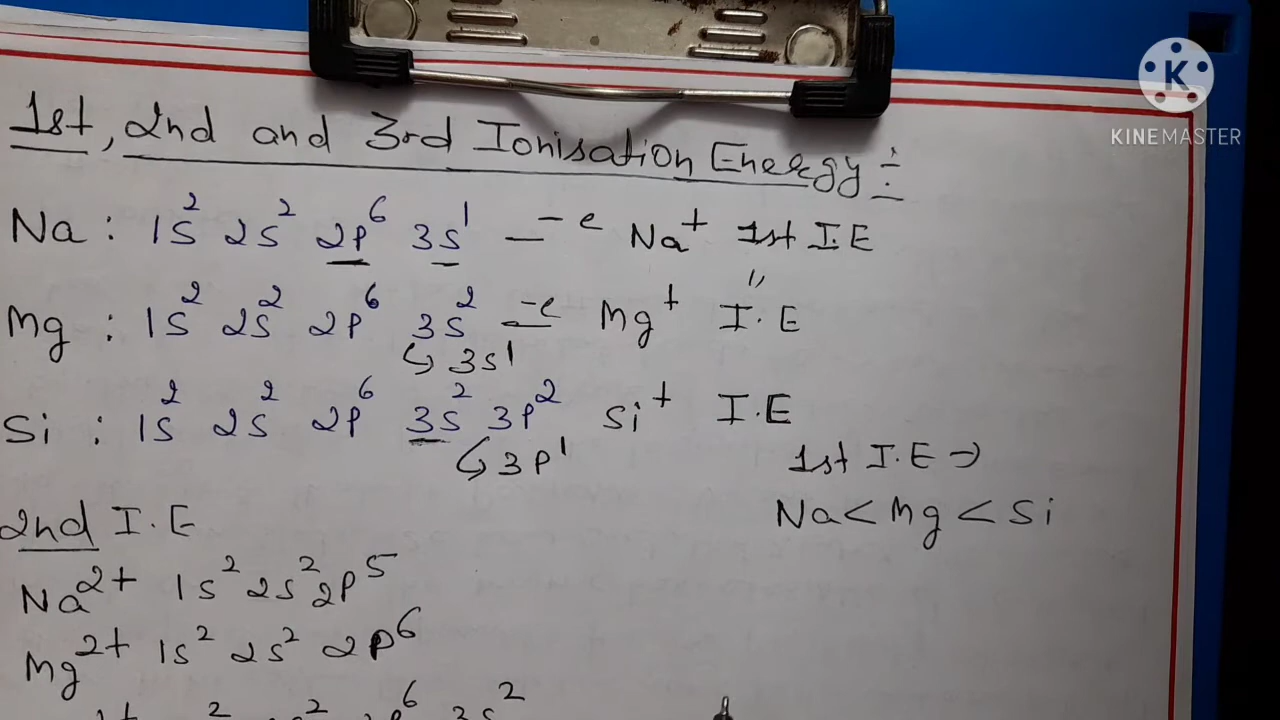 K
KINEMASTER
1st, 2nd and 3rd Ionisation Energy :-
Na : 1s² 2s² 2p⁶ 3s¹ —⁻ᵉ Na⁺ 1st I.E
Mg : 1s² 2s² 2p⁶ 3s² —⁻ᵉ Mg⁺ " I.E
↳ 3s¹
Si : 1s² 2s² 2p⁶ 3s² 3p² Si⁺ I.E
↳ 3p¹
1st I.E ⇒
Na < Mg < Si
2nd I.E
Na²⁺ 1s² 2s² 2p⁵
Mg²⁺ 1s² 2s² 2p⁶